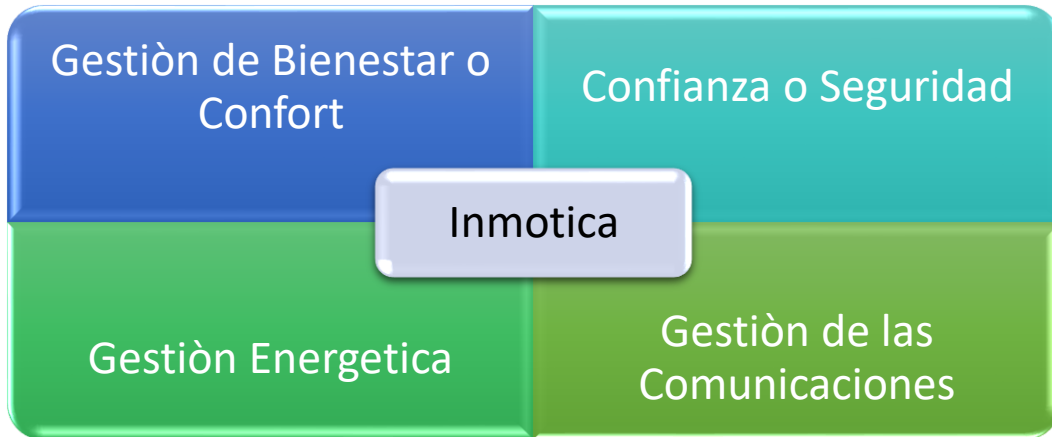 Gestiòn de Bienestar o
Confort
Confianza o Seguridad
Inmotica
Gestiòn Energetica
Gestiòn de las
Comunicaciones